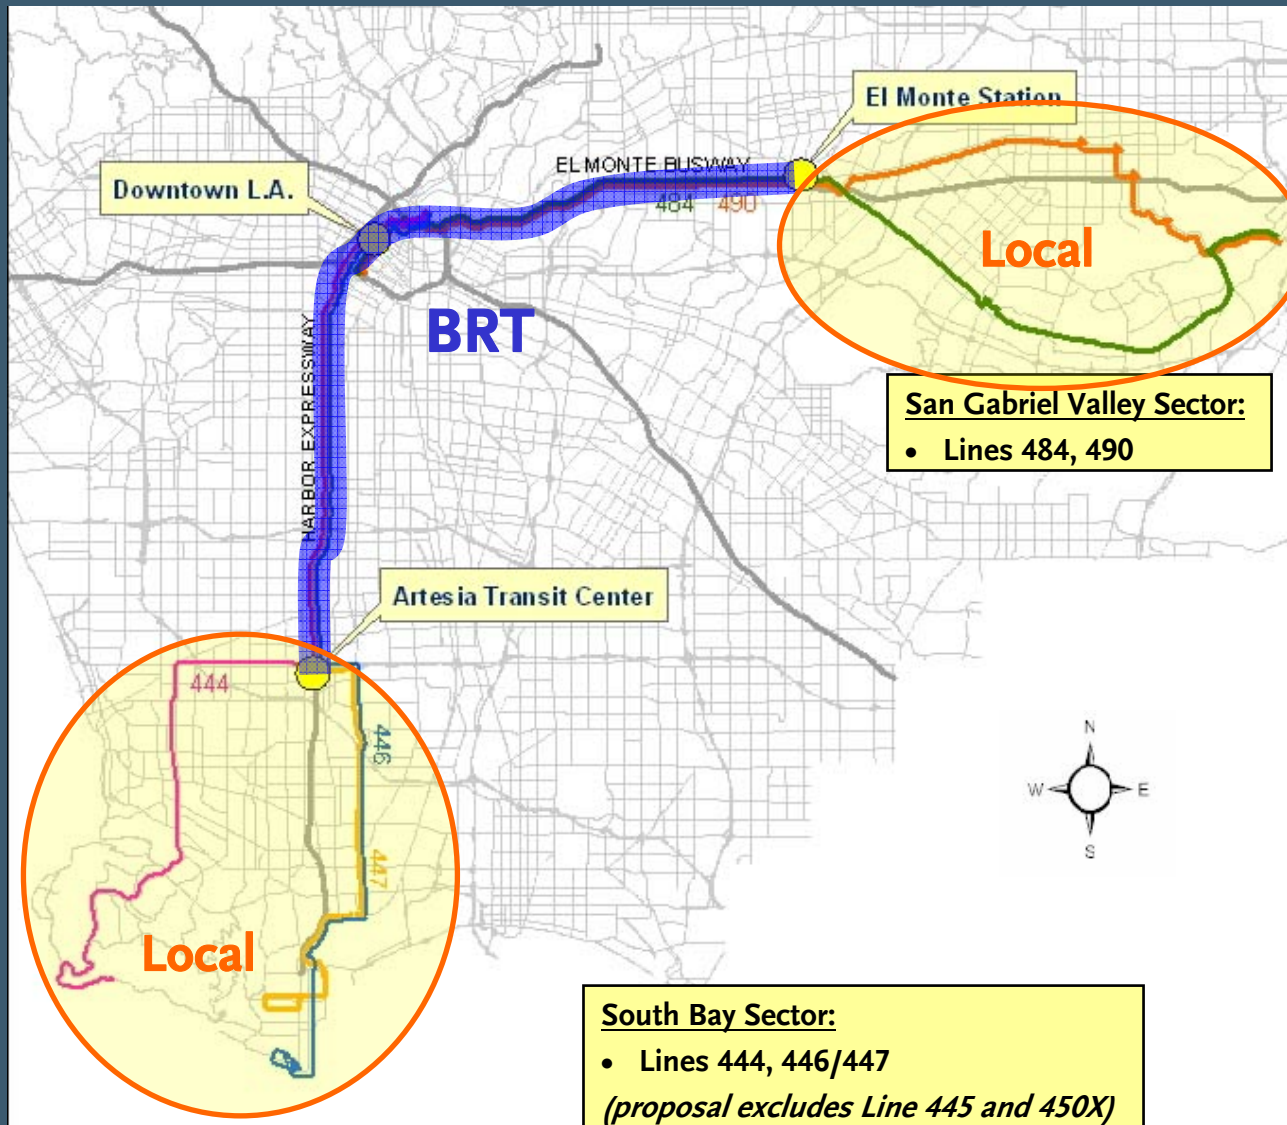 El Monte Station
EL MONTE BUSWAY
Downtown L.A.
484 490
Local
BRT
HARBOR EXPRESSWAY
San Gabriel Valley Sector:
• Lines 484, 490
Artesia Transit Center
444
446
447
Local
N
W E
S
South Bay Sector:
• Lines 444, 446/447
(proposal excludes Line 445 and 450X)